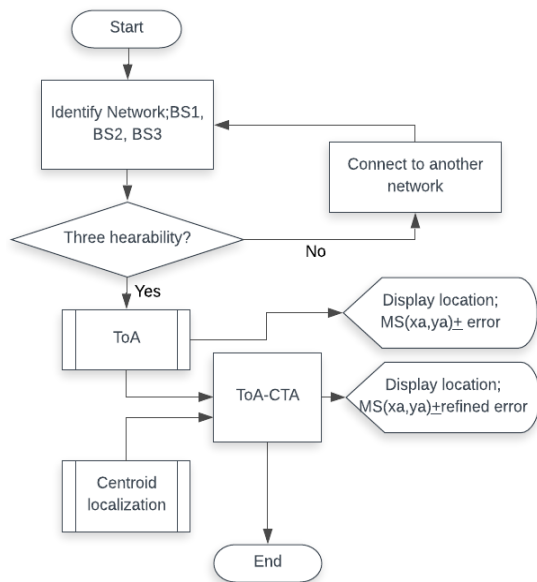 Start
Identify Network;BS1,
BS2, BS3
Connect to another
network
Three hearability?
No
Yes
ToA
Display location;
MS(xa,ya)+ error
ToA-CTA
Display location;
MS(xa,ya)+refined error
Centroid
localization
End